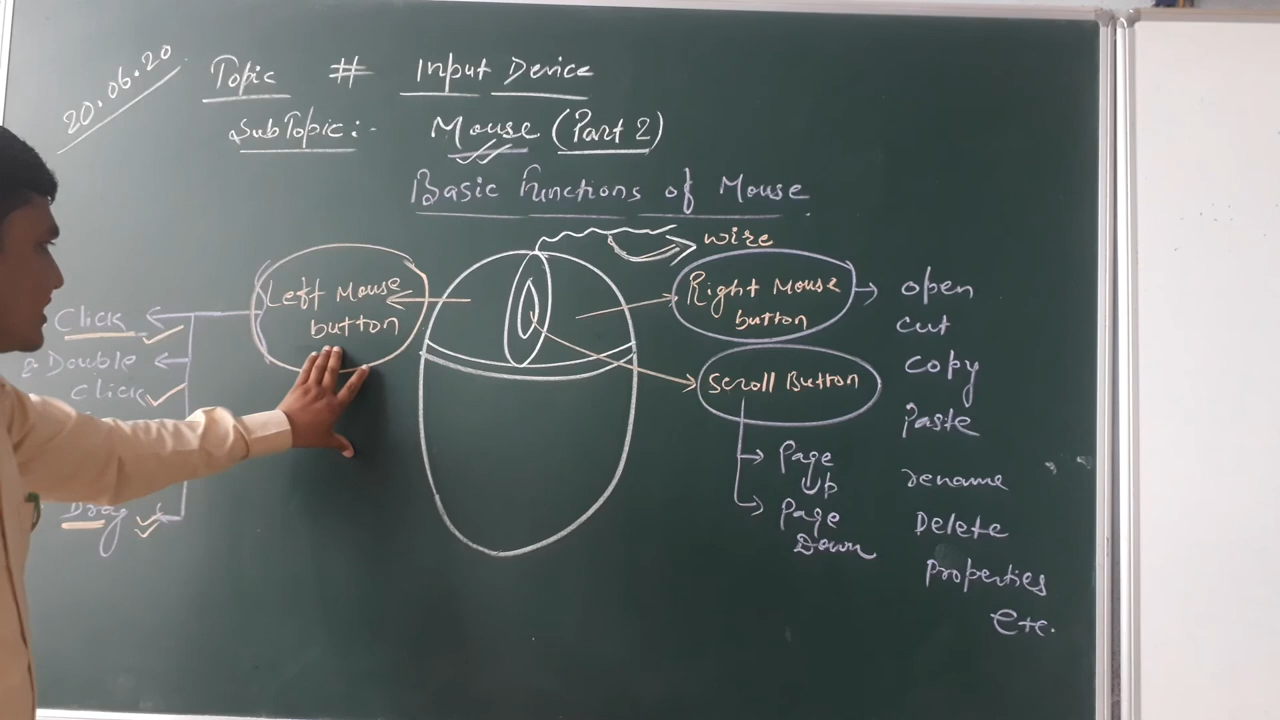 20.06.20
Topic # Input Device
SubTopic:- Mouse (Part 2)
Basic Functions of Mouse
wire
Left Mouse
button
Click
Double
Click
Drag
Right Mouse
button
open
cut
copy
Paste
rename
Delete
properties
Etc.
Scroll Button
Page
Up
Page
Down